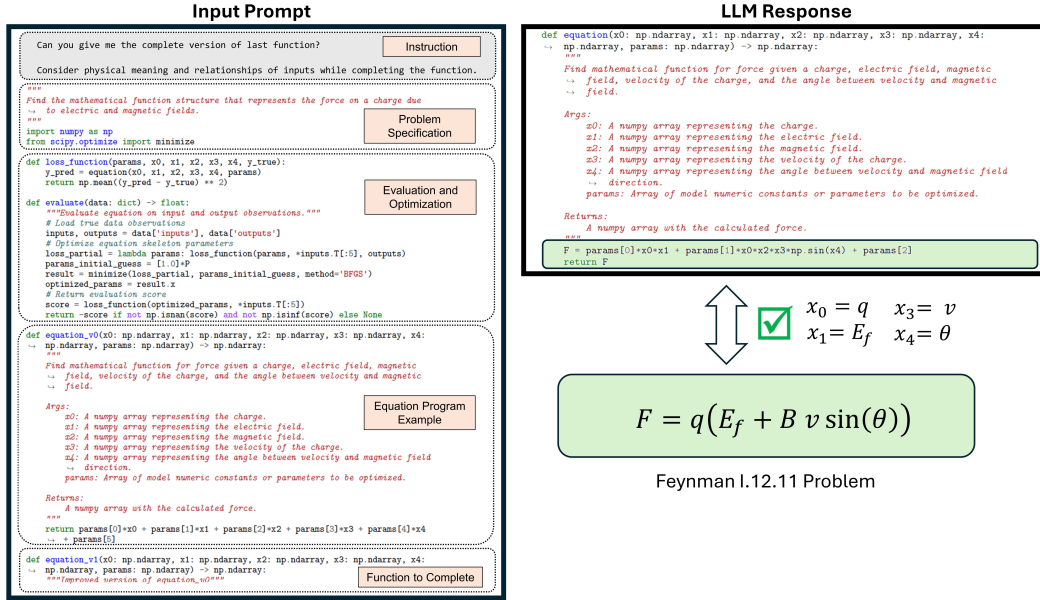 Input Prompt
Can you give me the complete version of last function?
Instruction
Consider physical meaning and relationships of inputs while completing the function.
"""
Find the mathematical function structure that represents the force on a charge due
↪ to electric and magnetic fields.
"""
Problem
Specification
import numpy as np
from scipy.optimize import minimize
def loss_function(params, x0, x1, x2, x3, x4, y_true):
y_pred = equation(x0, x1, x2, x3, x4, params)
return np.mean((y_pred - y_true) ** 2)
Evaluation and
Optimization
def evaluate(data: dict) -> float:
"""Evaluate equation on input and output observations."""
# Load true data observations
inputs, outputs = data['inputs'], data['outputs']
# Optimize equation skeleton parameters
loss_partial = lambda params: loss_function(params, *inputs.T[:5], outputs)
params_initial_guess = [1.0]*P
result = minimize(loss_partial, params_initial_guess, method='BFGS')
optimized_params = result.x
# Return evaluation score
score = loss_function(optimized_params, *inputs.T[:5])
return -score if not np.isnan(score) and not np.isinf(score) else None
def equation_v0(x0: np.ndarray, x1: np.ndarray, x2: np.ndarray, x3: np.ndarray, x4:
↪ np.ndarray, params: np.ndarray) -> np.ndarray:
"""
Find mathematical function for force given a charge, electric field, magnetic
↪ field, velocity of the charge, and the angle between velocity and magnetic
↪ field.
Args:
x0: A numpy array representing the charge.
x1: A numpy array representing the electric field.
x2: A numpy array representing the magnetic field.
x3: A numpy array representing the velocity of the charge.
x4: A numpy array representing the angle between velocity and magnetic field
↪ direction.
params: Array of model numeric constants or parameters to be optimized.
Equation Program
Example
Returns:
A numpy array with the calculated force.
"""
return params[0]*x0 + params[1]*x1 + params[2]*x2 + params[3]*x3 + params[4]*x4
↪ + params[5]
def equation_v1(x0: np.ndarray, x1: np.ndarray, x2: np.ndarray, x3: np.ndarray, x4:
↪ np.ndarray, params: np.ndarray) -> np.ndarray:
"""Improved version of equation_v0"""
Function to Complete
LLM Response
def equation(x0: np.ndarray, x1: np.ndarray, x2: np.ndarray, x3: np.ndarray, x4:
↪ np.ndarray, params: np.ndarray) -> np.ndarray:
"""
Find mathematical function for force given a charge, electric field, magnetic
↪ field, velocity of the charge, and the angle between velocity and magnetic
↪ field.
Args:
x0: A numpy array representing the charge.
x1: A numpy array representing the electric field.
x2: A numpy array representing the magnetic field.
x3: A numpy array representing the velocity of the charge.
x4: A numpy array representing the angle between velocity and magnetic field
↪ direction.
params: Array of model numeric constants or parameters to be optimized.
Returns:
A numpy array with the calculated force.
"""
F = params[0]*x0*x1 + params[1]*x0*x2*x3*np.sin(x4) + params[2]
return F
x₀ = q x₃ = v
x₁ = E_f x₄ = θ
F = q(E_f + B v sin(θ))
Feynman I.12.11 Problem